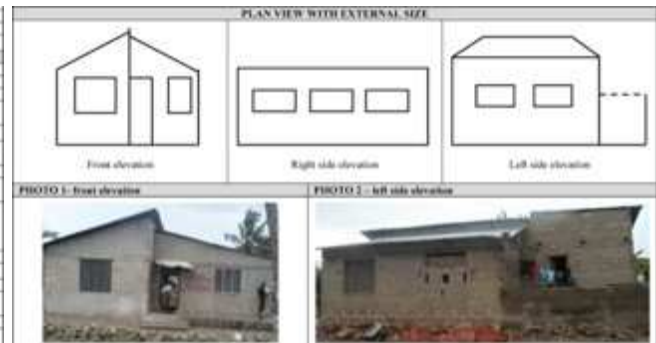 PLAN VIEW WITH EXTERNAL SIZE
Front elevation
Right side elevation
Left side elevation
PHOTO 1- front elevation
PHOTO 2 – left side elevation